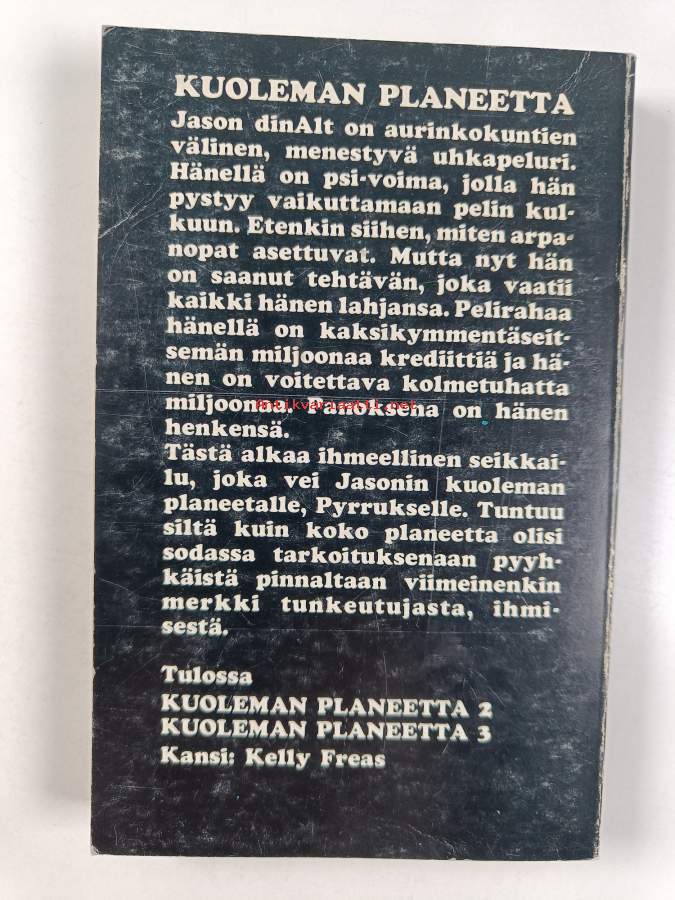 KUOLEMAN PLANEETTA
Jason dinAlt on aurinkokuntien
välinen, menestyvä uhkapeluri.
Hänellä on psi-voima, jolla hän
pystyy vaikuttamaan pelin kul-
kuun. Etenkin siihen, miten arpa-
nopat asettuvat. Mutta nyt hän
on saanut tehtävän, joka vaatii
kaikki hänen lahjansa. Pelirahaa
hänellä on kaksikymmentäseit-
semän miljoonaa krediittiä ja hä-
nen on voitettava kolmetuhatta
miljoonaa. Panoksena on hänen
antikvariaatti.net
henkensä.
Tästä alkaa ihmeellinen seikkai-
lu, joka vei Jasonin kuoleman
planeetalle, Pyrrukselle. Tuntuu
siltä kuin koko planeetta olisi
sodassa tarkoituksenaan pyyh-
käistä pinnaltaan viimeinenkin
merkki tunkeutujasta, ihmi-
sestä.
Tulossa
KUOLEMAN PLANEETTA 2
KUOLEMAN PLANEETTA 3
Kansi: Kelly Freas